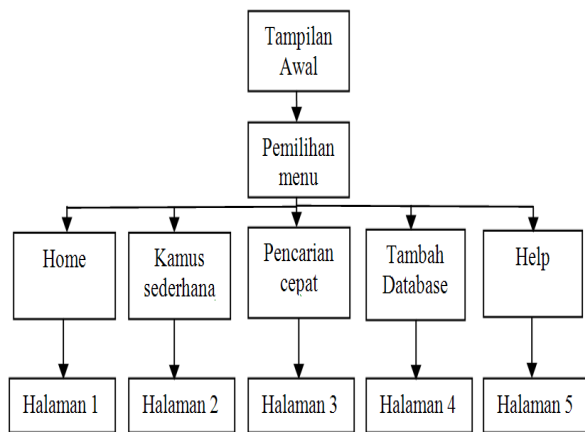 Tampilan
Awal
Pemilihan
menu
Home
Kamus
sederhana
Pencarian
cepat
Tambah
Database
Help
Halaman 1
Halaman 2
Halaman 3
Halaman 4
Halaman 5